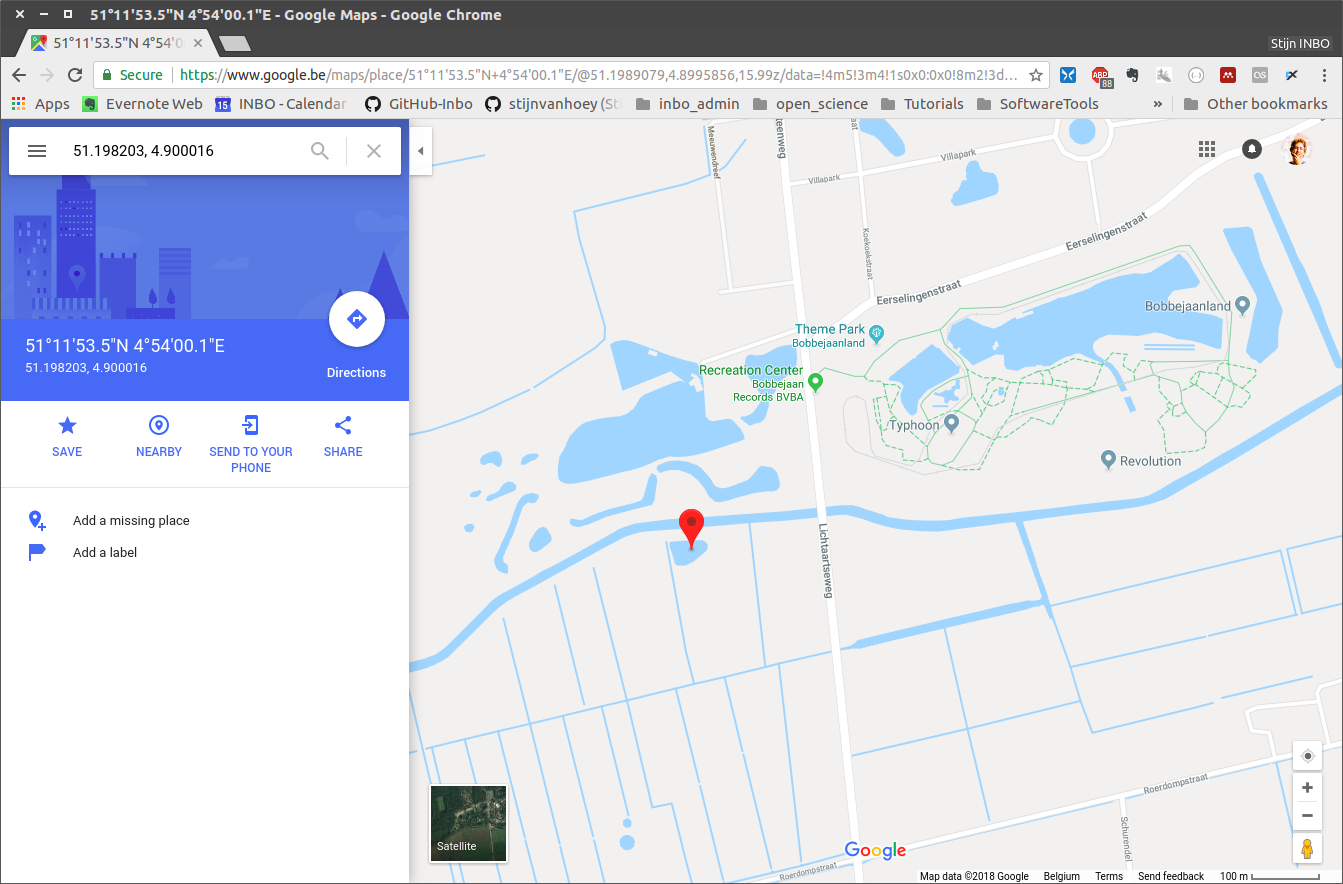 51°11'53.5"N 4°54'00.1"E - Google Maps - Google Chrome
51°11'53.5"N 4°54'0
Stijn INBO
Secure
https://www.google.be/maps/place/51°11'53.5"N+4°54'00.1"E/@51.1989079,4.8995856,15.99z/data=!4m5!3m4!1s0x0:0x0!8m2!3d...
ABP
88
OS
Apps
Evernote Web
15
INBO - Calendar
GitHub-Inbo
stijnvanhoey (Sti
inbo_admin
open_science
Tutorials
SoftwareTools
»
Other bookmarks
51.198203, 4.900016
51°11'53.5"N 4°54'00.1"E
51.198203, 4.900016
Directions
SAVE
NEARBY
SEND TO YOUR
PHONE
SHARE
Add a missing place
Add a label
Meeuwendreef
teenweg
Villapark
Villapark
Koekoekstraat
Eerselingenstraat
Eerselingenstraat
Bobbejaanland
Theme Park
Bobbejaanland
Recreation Center
Bobbejaan
Records BVBA
Typhoon
Revolution
Lichtaartseweg
Roerdompstraat
Roerdompstraat
Schurendel
Satellite
Google
Map data ©2018 Google
Belgium
Terms
Send feedback
100 m